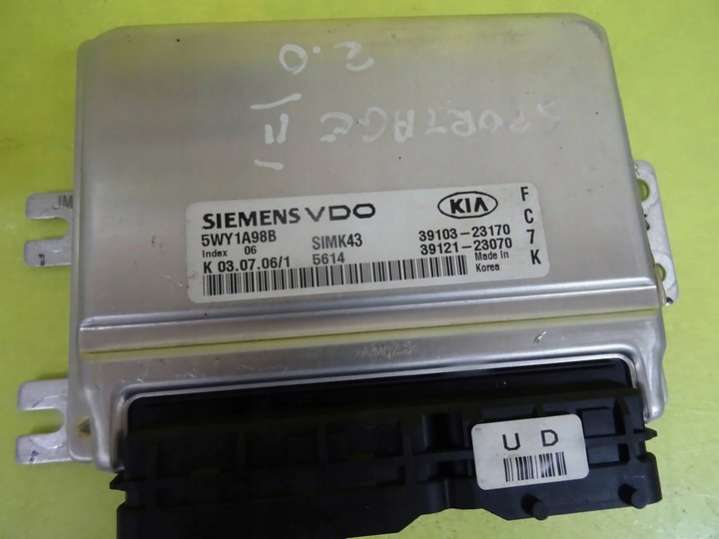 2.0
SPORTAGE II
SIEMENS VDO KIA
5WY1A98B SIMK43 39103-23170
Index 06 39121-23070
K 03.07.06/1 5614 Made in Korea
F
C
7
K
U D